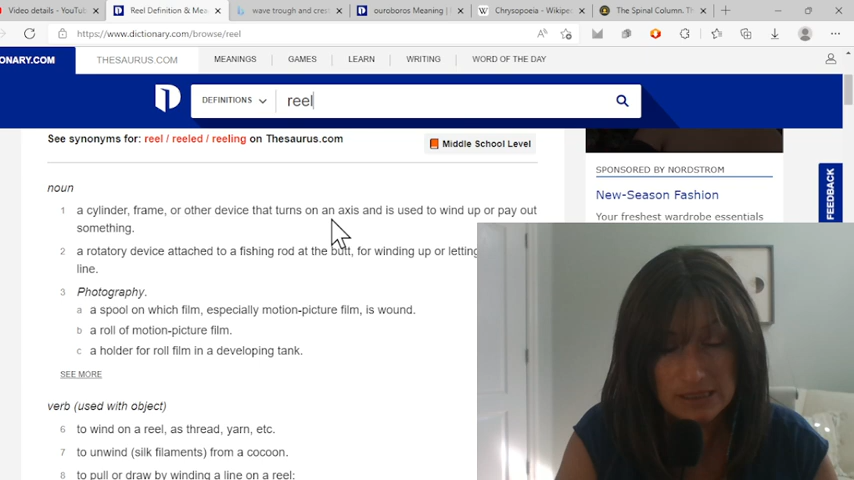 Video details - YouTub
Reel Definition & Mea
wave trough and crest
ouroboros Meaning |
Chrysopoeia - Wikipe
The Spinal Column. Th
https://www.dictionary.com/browse/reel
ONARY.COM
THESAURUS.COM
MEANINGS
GAMES
LEARN
WRITING
WORD OF THE DAY
DEFINITIONS
reel
See synonyms for: reel / reeled / reeling on Thesaurus.com
Middle School Level
noun
1 a cylinder, frame, or other device that turns on an axis and is used to wind up or pay out
something.
2 a rotatory device attached to a fishing rod at the butt, for winding up or letting
line.
3 Photography.
a a spool on which film, especially motion-picture film, is wound.
b a roll of motion-picture film.
c a holder for roll film in a developing tank.
SEE MORE
verb (used with object)
6 to wind on a reel, as thread, yarn, etc.
7 to unwind (silk filaments) from a cocoon.
8 to pull or draw by winding a line on a reel:
SPONSORED BY NORDSTROM
New-Season Fashion
Your freshest wardrobe essentials
FEEDBACK